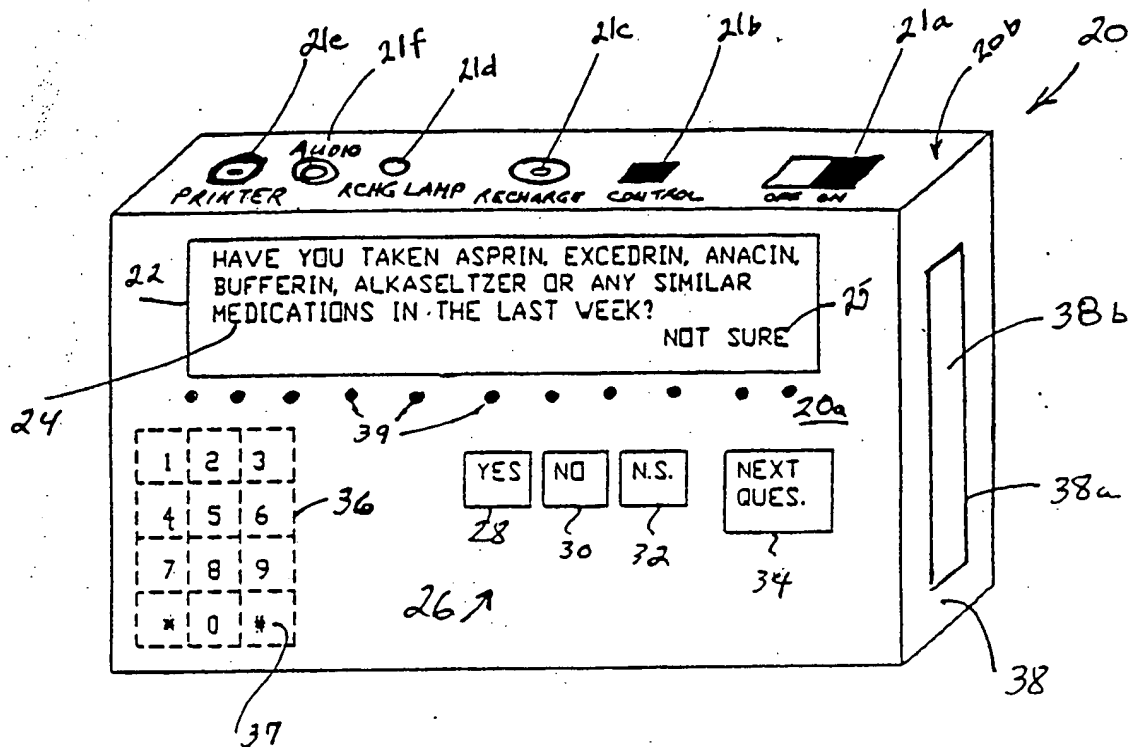 21e
21f
21d
21c
21b
21a
20b
20
AUDIO
PRINTER
RCHG LAMP
RECHARGE
CONTROL
OFF ON
22
HAVE YOU TAKEN ASPRIN, EXCEDRIN, ANACIN,
BUFFERIN, ALKASELTZER OR ANY SIMILAR
MEDICATIONS IN THE LAST WEEK?
NOT SURE
25
38b
24
39
20a
1 2 3
4 5 6
7 8 9
* 0 #
36
YES
NO
N.S.
NEXT
QUES.
28
30
32
34
38a
26
37
38